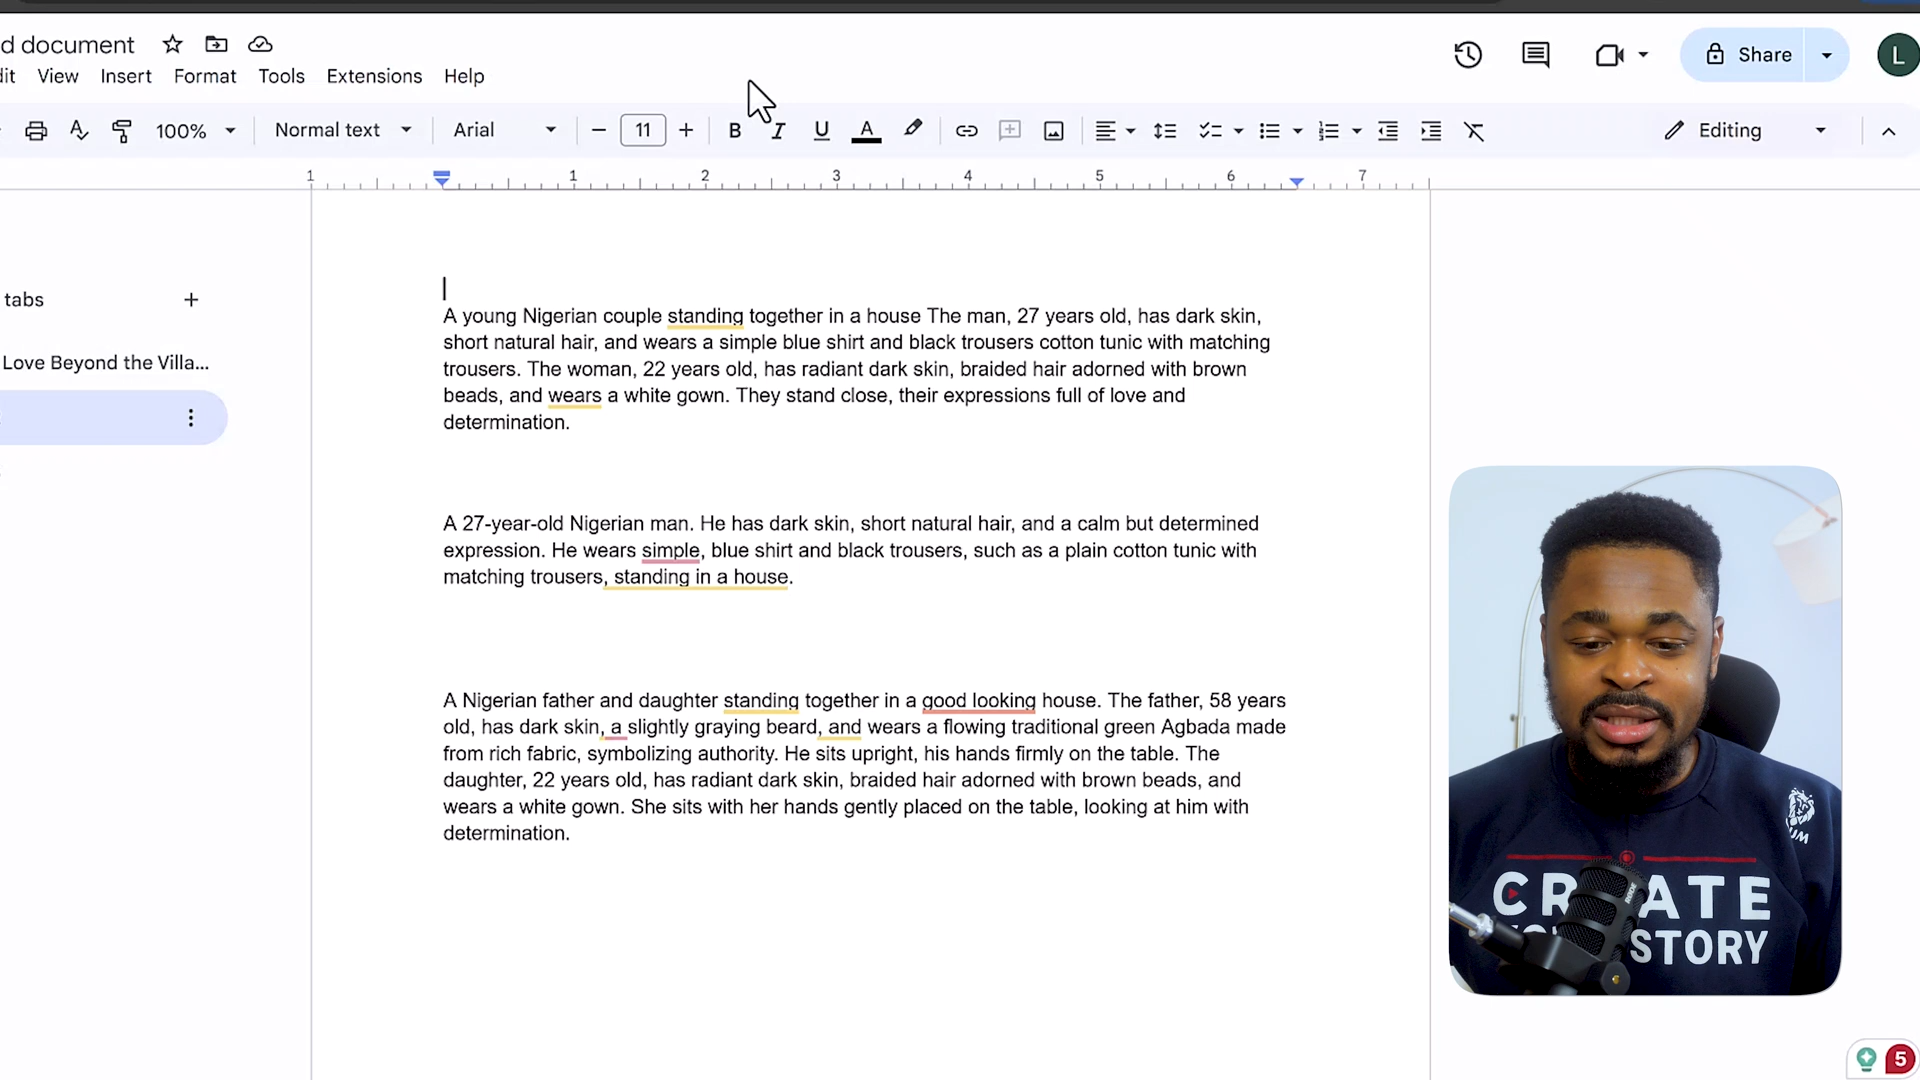 d document
dit View Insert Format Tools Extensions Help
Share
L
100% Normal text Arial 11 B I U A Editing
1 1 2 3 4 5 6 7
tabs
Love Beyond the Villa...
A young Nigerian couple standing together in a house The man, 27 years old, has dark skin,
short natural hair, and wears a simple blue shirt and black trousers cotton tunic with matching
trousers. The woman, 22 years old, has radiant dark skin, braided hair adorned with brown
beads, and wears a white gown. They stand close, their expressions full of love and
determination.
A 27-year-old Nigerian man. He has dark skin, short natural hair, and a calm but determined
expression. He wears simple, blue shirt and black trousers, such as a plain cotton tunic with
matching trousers, standing in a house.
A Nigerian father and daughter standing together in a good looking house. The father, 58 years
old, has dark skin, a slightly graying beard, and wears a flowing traditional green Agbada made
from rich fabric, symbolizing authority. He sits upright, his hands firmly on the table. The
daughter, 22 years old, has radiant dark skin, braided hair adorned with brown beads, and
wears a white gown. She sits with her hands gently placed on the table, looking at him with
determination.
CREATE
STORY
5